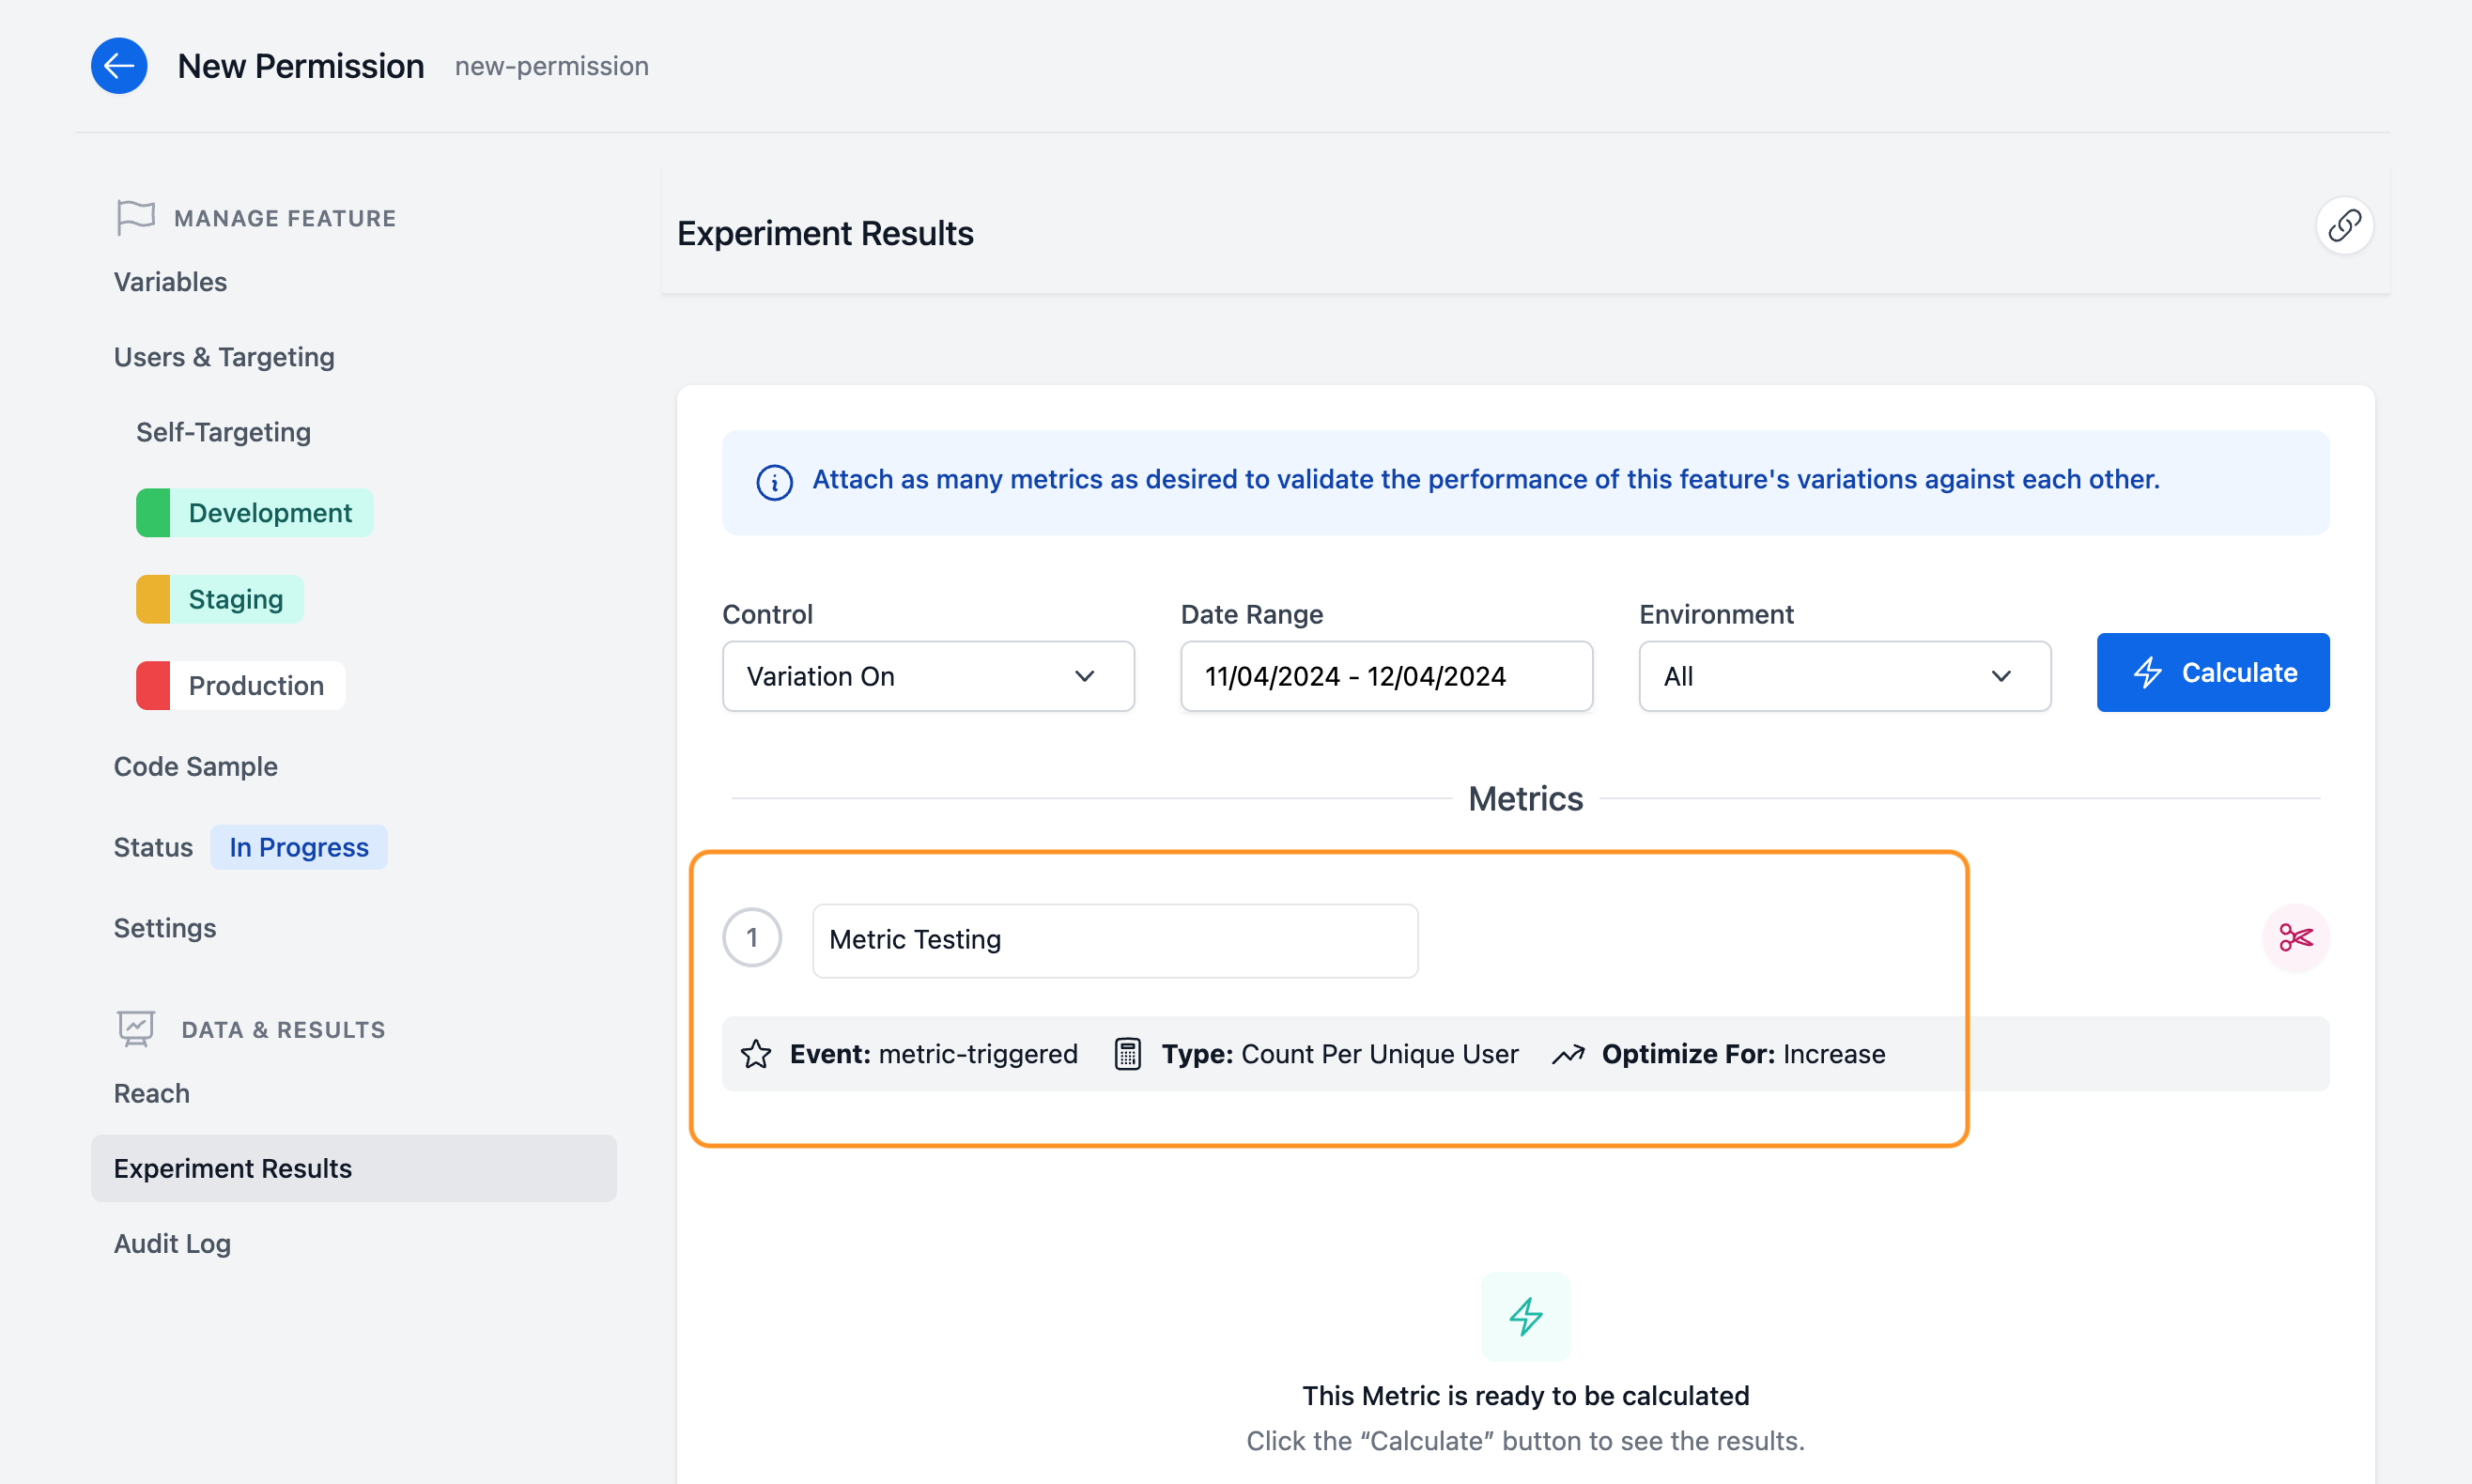 New Permission new-permission
MANAGE FEATURE
Variables
Users & Targeting
Self-Targeting
Development
Staging
Production
Code Sample
Status In Progress
Settings
DATA & RESULTS
Reach
Experiment Results
Audit Log
Experiment Results
Attach as many metrics as desired to validate the performance of this feature's variations against each other.
Control Date Range Environment
Variation On 11/04/2024 - 12/04/2024 All Calculate
Metrics
1 Metric Testing
Event: metric-triggered Type: Count Per Unique User Optimize For: Increase
This Metric is ready to be calculated
Click the “Calculate” button to see the results.